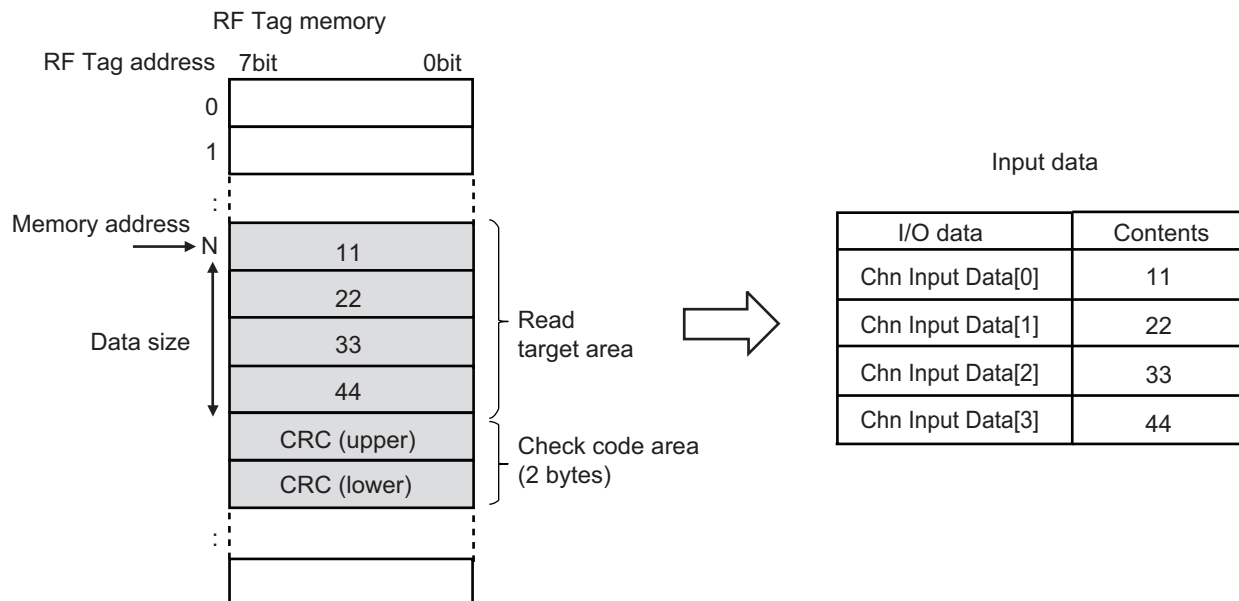 RF Tag memory
RF Tag address 7bit 0bit
0
1
:
Memory address
N
11
22
33
44
Data size
Read
target area
CRC (upper)
CRC (lower)
Check code area
(2 bytes)
:
Input data
I/O data Contents
Chn Input Data[0] 11
Chn Input Data[1] 22
Chn Input Data[2] 33
Chn Input Data[3] 44